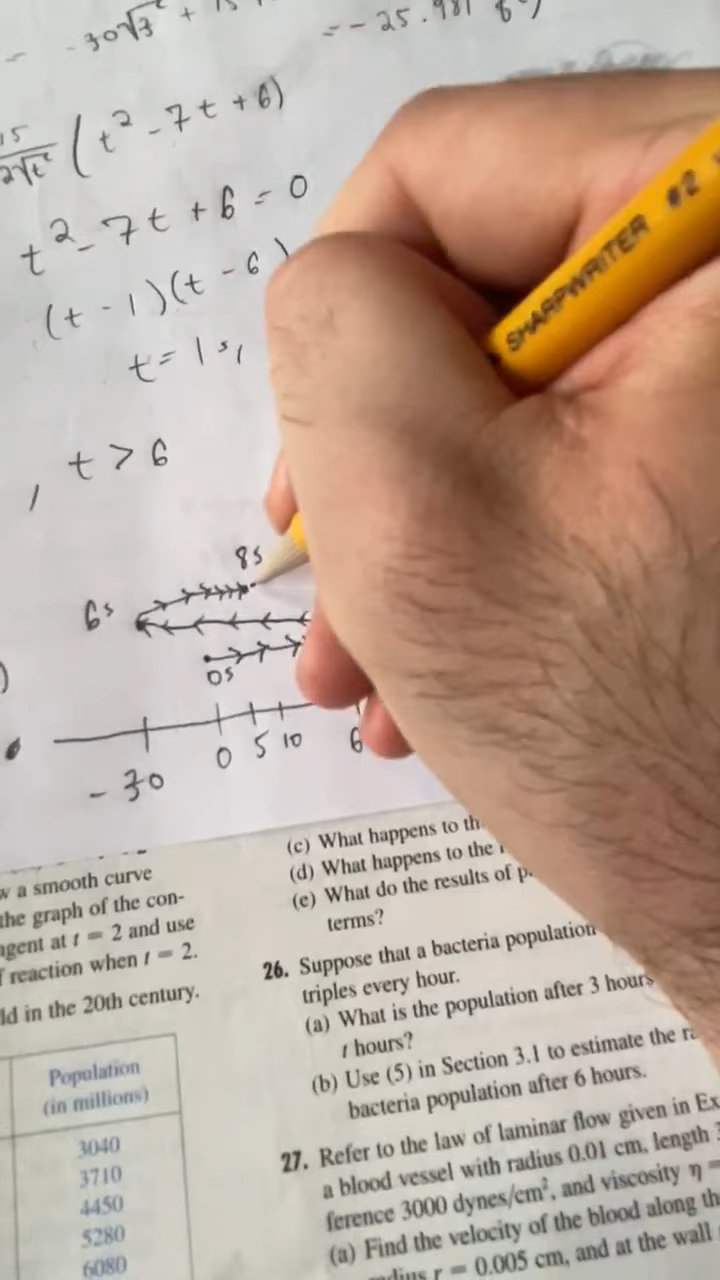 30√3 + 15
= - 25.981
15/2√t (t² - 7t + 6)
t² - 7t + 6 = 0
(t - 1)(t - 6)
t = 1s,
, t > 6
8s
6s
0s
-30 0 5 10 6
SHARPWRITER #2
w a smooth curve
the graph of the con-
agent at t = 2 and use
f reaction when t = 2.
ld in the 20th century.
Population
(in millions)
3040
3710
4450
5280
6080
(c) What happens to th
(d) What happens to the
(e) What do the results of p
terms?
26. Suppose that a bacteria population
triples every hour.
(a) What is the population after 3 hours
t hours?
(b) Use (5) in Section 3.1 to estimate the ra
bacteria population after 6 hours.
27. Refer to the law of laminar flow given in Ex
a blood vessel with radius 0.01 cm, length 3
ference 3000 dynes/cm², and viscosity η =
(a) Find the velocity of the blood along th
radius r = 0.005 cm, and at the wall